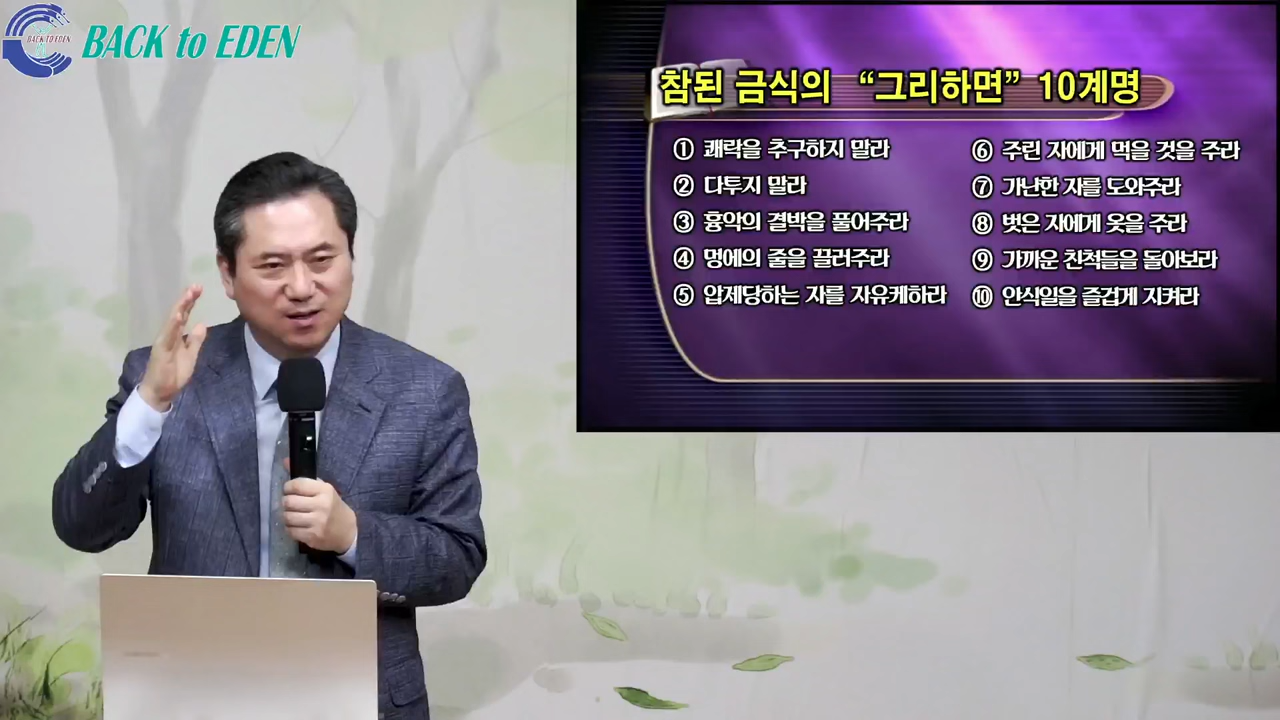 BACK TO EDEN
BACK to EDEN
참된 금식의 “그리하면” 10계명
① 쾌락을 추구하지 말라
② 다투지 말라
③ 흉악의 결박을 풀어주라
④ 멍에의 줄을 끌러주라
⑤ 압제당하는 자를 자유케하라
⑥ 주린 자에게 먹을 것을 주라
⑦ 가난한 자를 도와주라
⑧ 벗은 자에게 옷을 주라
⑨ 가까운 친척들을 돌아보라
⑩ 안식일을 즐겁게 지켜라